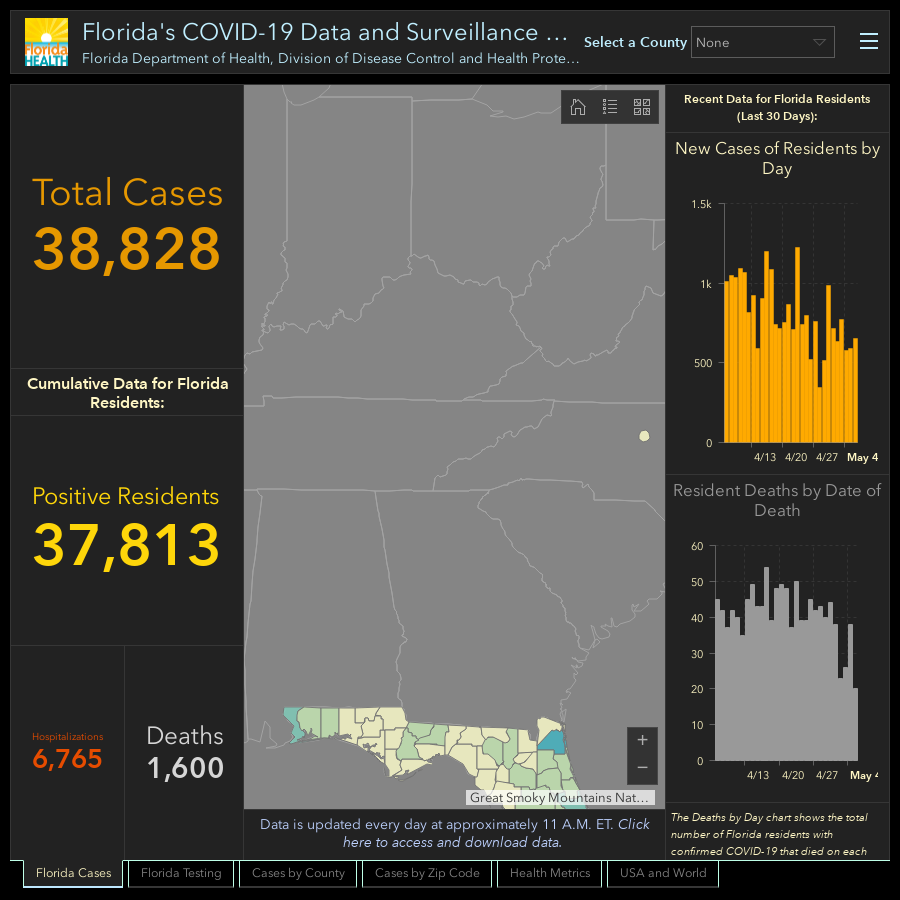 Florida
HEALTH
Florida's COVID-19 Data and Surveillance ...
Florida Department of Health, Division of Disease Control and Health Prote...
Select a County
None
Total Cases
38,828
Cumulative Data for Florida
Residents:
Positive Residents
37,813
Hospitalizations
6,765
Deaths
1,600
Great Smoky Mountains Nat...
Data is updated every day at approximately 11 A.M. ET. Click
here to access and download data.
Recent Data for Florida Residents
(Last 30 Days):
New Cases of Residents by
Day
1.5k
1k
500
0
4/13 4/20 4/27 May 4
Resident Deaths by Date of
Death
60
50
40
30
20
10
0
4/13 4/20 4/27 May 4
The Deaths by Day chart shows the total
number of Florida residents with
confirmed COVID-19 that died on each
Florida Cases
Florida Testing
Cases by County
Cases by Zip Code
Health Metrics
USA and World